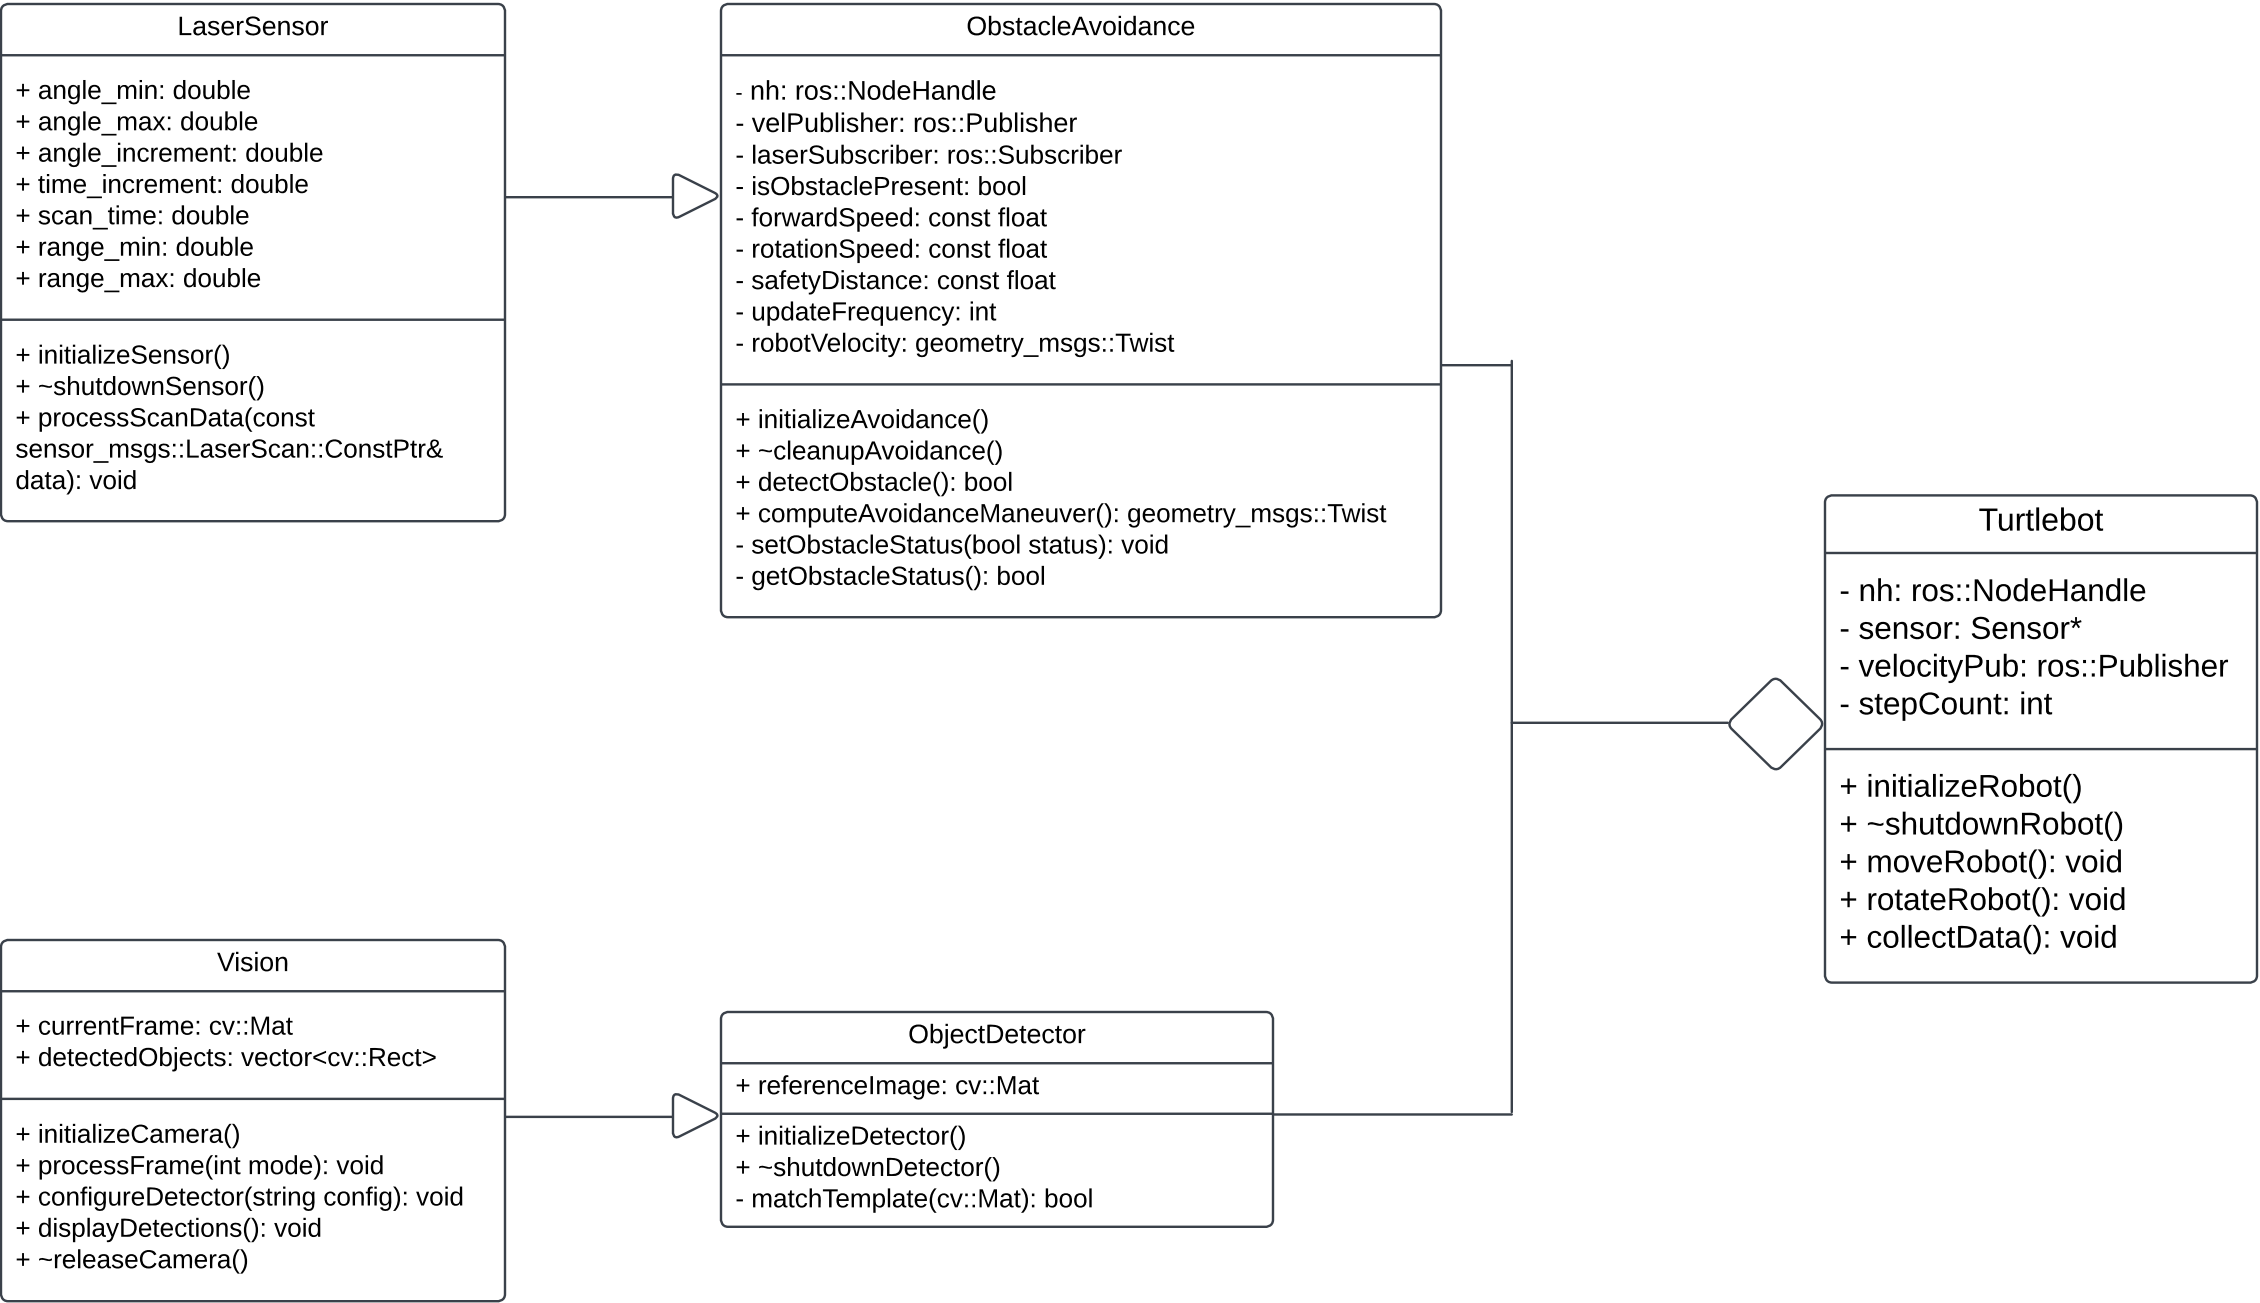 LaserSensor
+ angle_min: double
+ angle_max: double
+ angle_increment: double
+ time_increment: double
+ scan_time: double
+ range_min: double
+ range_max: double
+ initializeSensor()
+ ~shutdownSensor()
+ processScanData(const
sensor_msgs::LaserScan::ConstPtr&
data): void
ObstacleAvoidance
- nh: ros::NodeHandle
- velPublisher: ros::Publisher
- laserSubscriber: ros::Subscriber
- isObstaclePresent: bool
- forwardSpeed: const float
- rotationSpeed: const float
- safetyDistance: const float
- updateFrequency: int
- robotVelocity: geometry_msgs::Twist
+ initializeAvoidance()
+ ~cleanupAvoidance()
+ detectObstacle(): bool
+ computeAvoidanceManeuver(): geometry_msgs::Twist
- setObstacleStatus(bool status): void
- getObstacleStatus(): bool
Turtlebot
- nh: ros::NodeHandle
- sensor: Sensor*
- velocityPub: ros::Publisher
- stepCount: int
+ initializeRobot()
+ ~shutdownRobot()
+ moveRobot(): void
+ rotateRobot(): void
+ collectData(): void
Vision
+ currentFrame: cv::Mat
+ detectedObjects: vector<cv::Rect>
+ initializeCamera()
+ processFrame(int mode): void
+ configureDetector(string config): void
+ displayDetections(): void
+ ~releaseCamera()
ObjectDetector
+ referenceImage: cv::Mat
+ initializeDetector()
+ ~shutdownDetector()
- matchTemplate(cv::Mat): bool